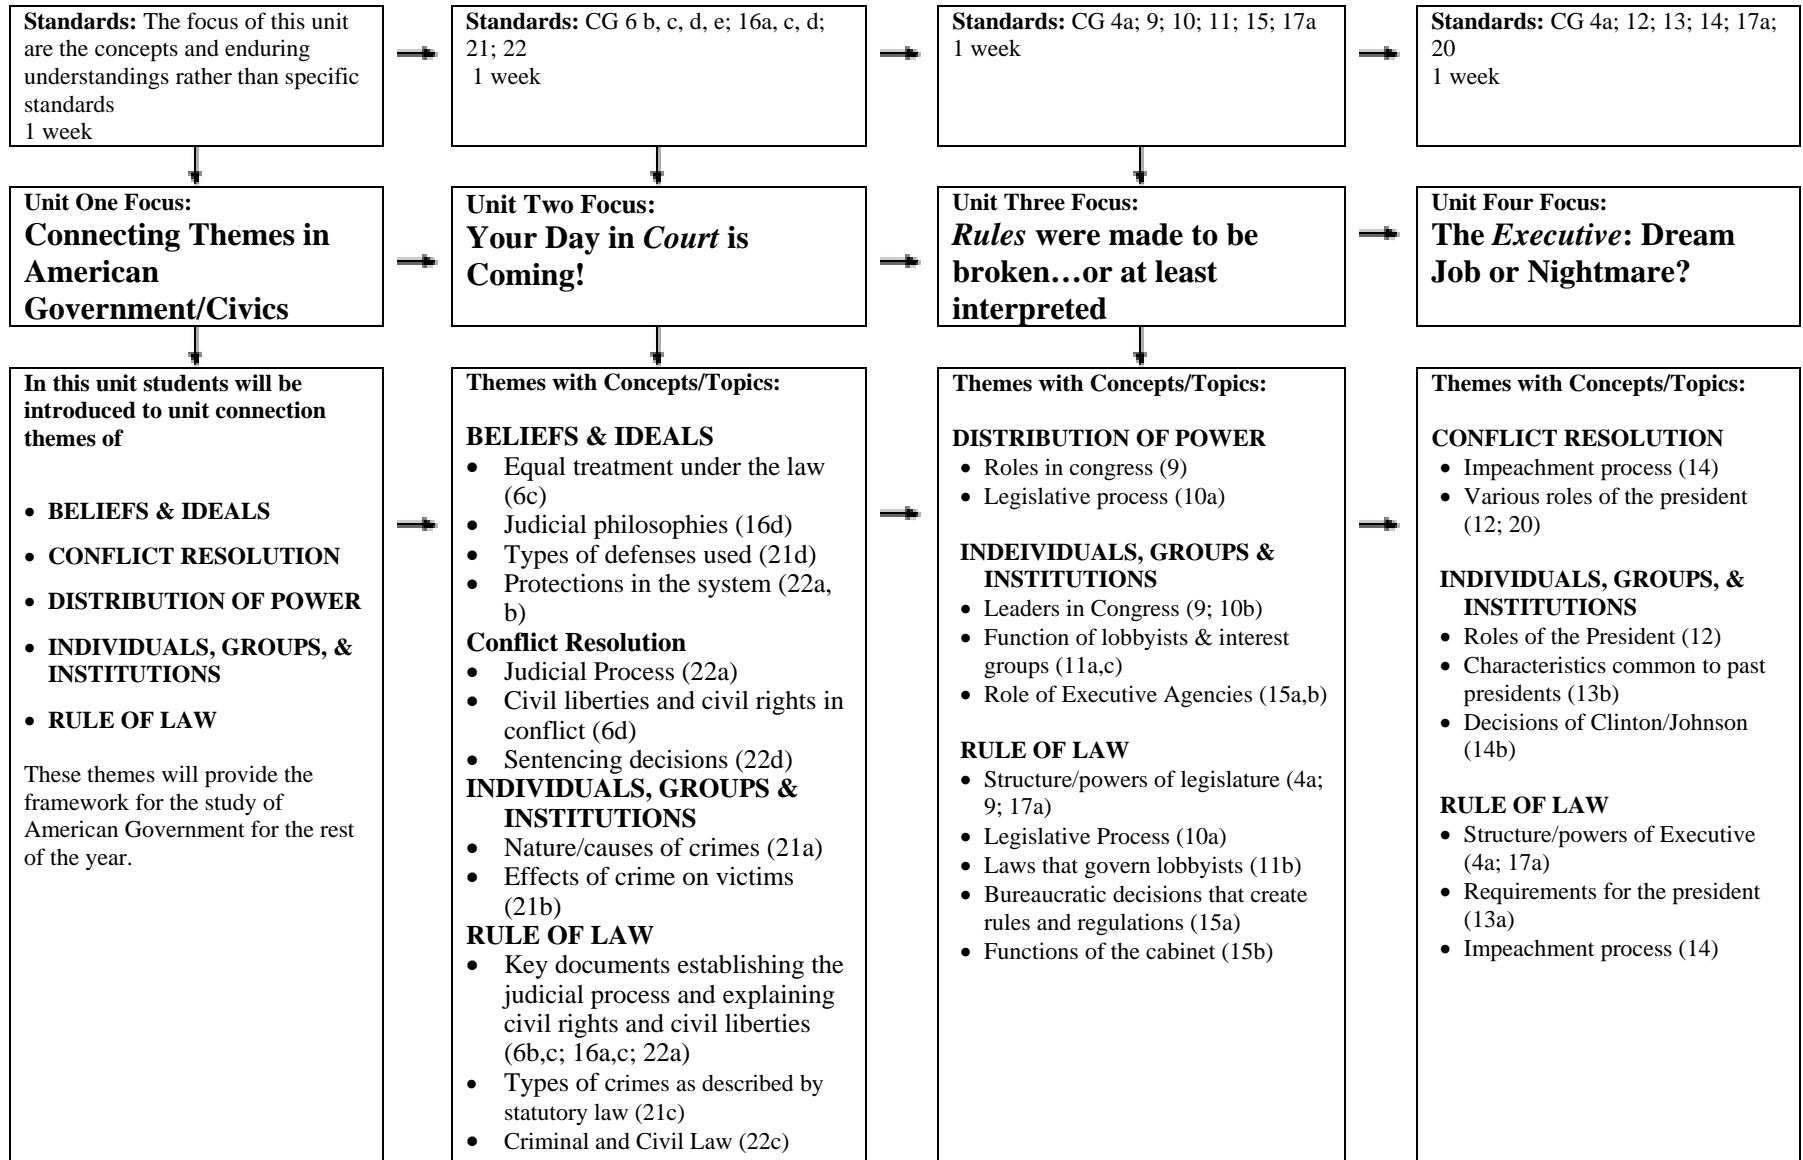 Standards: The focus of this unit
are the concepts and enduring
understandings rather than specific
standards
1 week
Standards: CG 6 b, c, d, e; 16a, c, d;
21; 22
1 week
Standards: CG 4a; 9; 10; 11; 15; 17a
1 week
Standards: CG 4a; 12; 13; 14; 17a;
20
1 week
Unit One Focus:
Connecting Themes in
American
Government/Civics
Unit Two Focus:
Your Day in Court is
Coming!
Unit Three Focus:
Rules were made to be
broken…or at least
interpreted
Unit Four Focus:
The Executive: Dream
Job or Nightmare?
In this unit students will be
introduced to unit connection
themes of
• BELIEFS & IDEALS
• CONFLICT RESOLUTION
• DISTRIBUTION OF POWER
• INDIVIDUALS, GROUPS, &
INSTITUTIONS
• RULE OF LAW
These themes will provide the
framework for the study of
American Government for the rest
of the year.
Themes with Concepts/Topics:
BELIEFS & IDEALS
• Equal treatment under the law
(6c)
• Judicial philosophies (16d)
• Types of defenses used (21d)
• Protections in the system (22a,
b)
Conflict Resolution
• Judicial Process (22a)
• Civil liberties and civil rights in
conflict (6d)
• Sentencing decisions (22d)
INDIVIDUALS, GROUPS &
INSTITUTIONS
• Nature/causes of crimes (21a)
• Effects of crime on victims
(21b)
RULE OF LAW
• Key documents establishing the
judicial process and explaining
civil rights and civil liberties
(6b,c; 16a,c; 22a)
• Types of crimes as described by
statutory law (21c)
• Criminal and Civil Law (22c)
Themes with Concepts/Topics:
DISTRIBUTION OF POWER
• Roles in congress (9)
• Legislative process (10a)
INDEIVIDUALS, GROUPS &
INSTITUTIONS
• Leaders in Congress (9; 10b)
• Function of lobbyists & interest
groups (11a,c)
• Role of Executive Agencies (15a,b)
RULE OF LAW
• Structure/powers of legislature (4a;
9; 17a)
• Legislative Process (10a)
• Laws that govern lobbyists (11b)
• Bureaucratic decisions that create
rules and regulations (15a)
• Functions of the cabinet (15b)
Themes with Concepts/Topics:
CONFLICT RESOLUTION
• Impeachment process (14)
• Various roles of the president
(12; 20)
INDIVIDUALS, GROUPS, &
INSTITUTIONS
• Roles of the President (12)
• Characteristics common to past
presidents (13b)
• Decisions of Clinton/Johnson
(14b)
RULE OF LAW
• Structure/powers of Executive
(4a; 17a)
• Requirements for the president
(13a)
• Impeachment process (14)